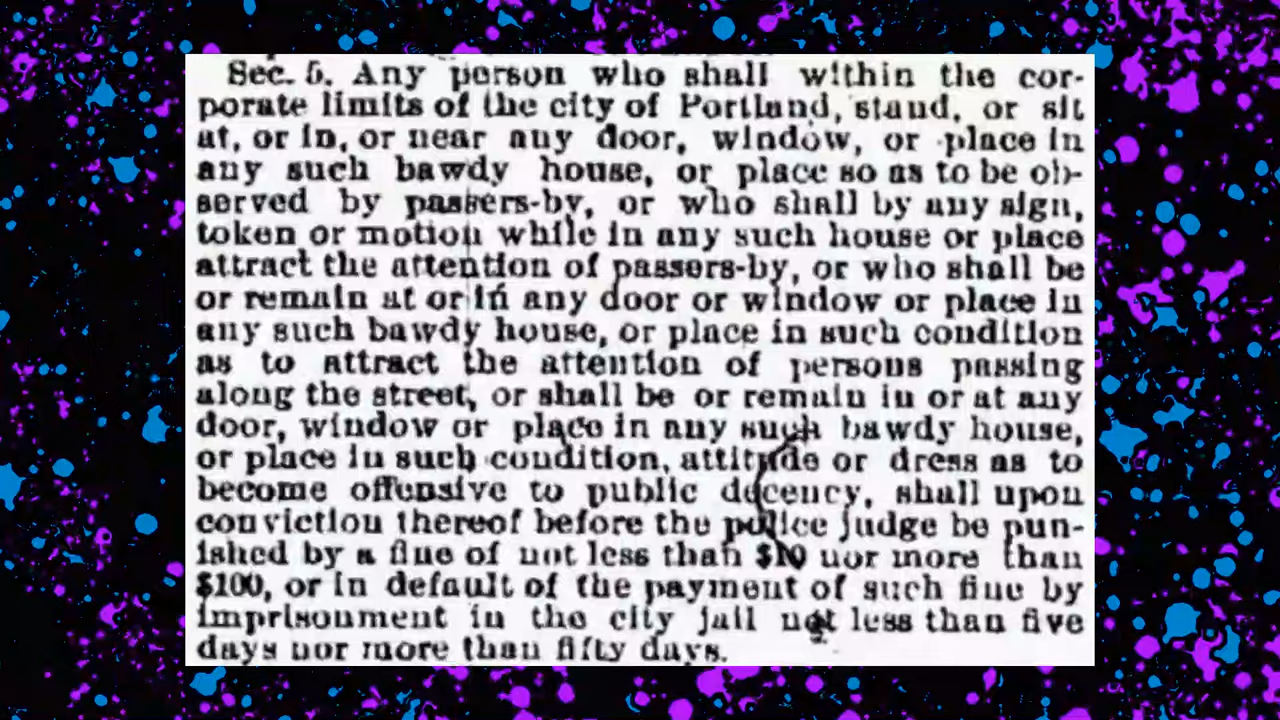 Sec. 5. Any person who shall within the cor-
porate limits of the city of Portland, stand, or sit
at, or in, or near any door, window, or place in
any such bawdy house, or place so as to be ob-
served by passers-by, or who shall by any sign,
token or motion while in any such house or place
attract the attention of passers-by, or who shall be
or remain at or in any door or window or place in
any such bawdy house, or place in such condition
as to attract the attention of persons passing
along the street, or shall be or remain in or at any
door, window or place in any such bawdy house,
or place in such condition, attitude or dress as to
become offensive to public decency, shall upon
conviction thereof before the police judge be pun-
ished by a fine of not less than $10 nor more than
$100, or in default of the payment of such fine by
imprisonment in the city jail not less than five
days nor more than fifty days.